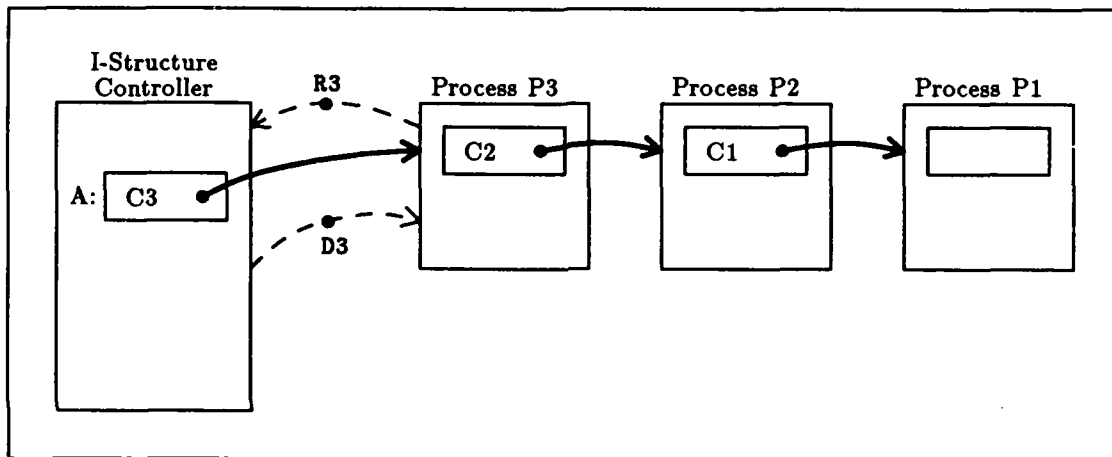 I-Structure
Controller
R3
Process P3
Process P2
Process P1
C2
C1
A:
C3
D3